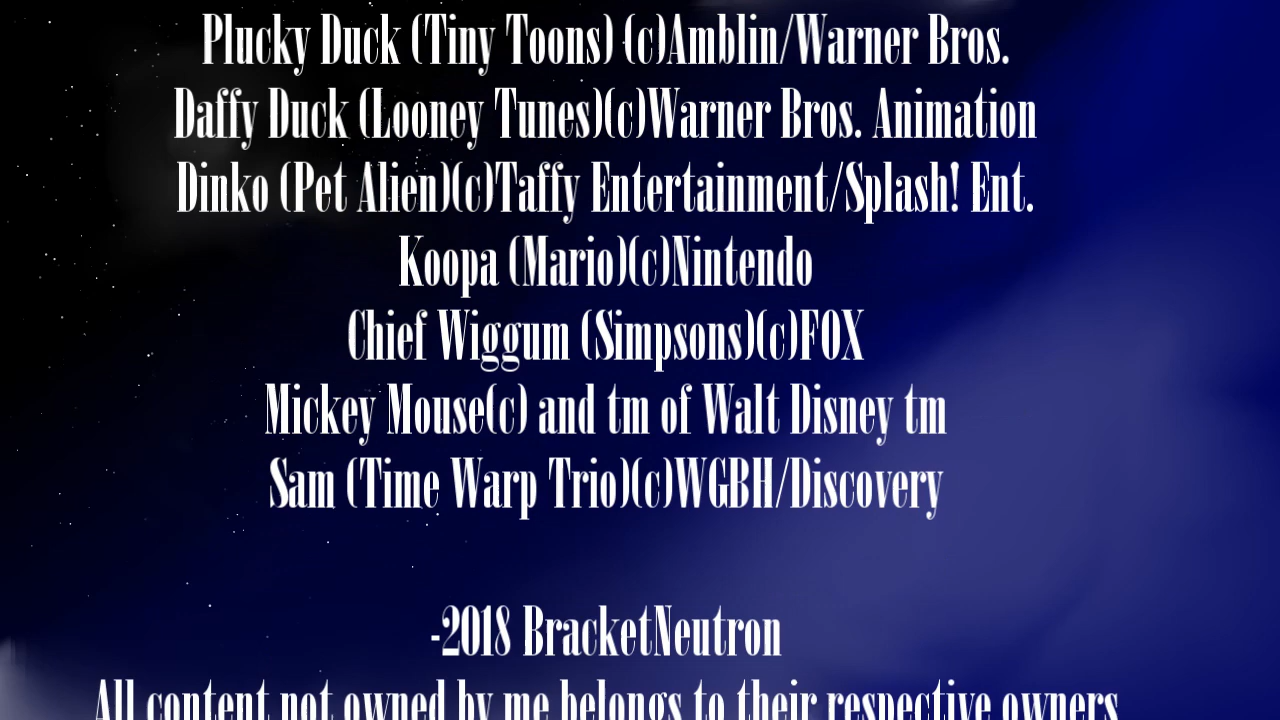 Plucky Duck (Tiny Toons) (c)Amblin/Warner Bros.
Daffy Duck (Looney Tunes)(c)Warner Bros. Animation
Dinko (Pet Alien)(c)Taffy Entertainment/Splash! Ent.
Koopa (Mario)(c)Nintendo
Chief Wiggum (Simpsons)(c)FOX
Mickey Mouse(c) and tm of Walt Disney tm
Sam (Time Warp Trio)(c)WGBH/Discovery
-2018 BracketNeutron
All content not owned by me belongs to their respective owners